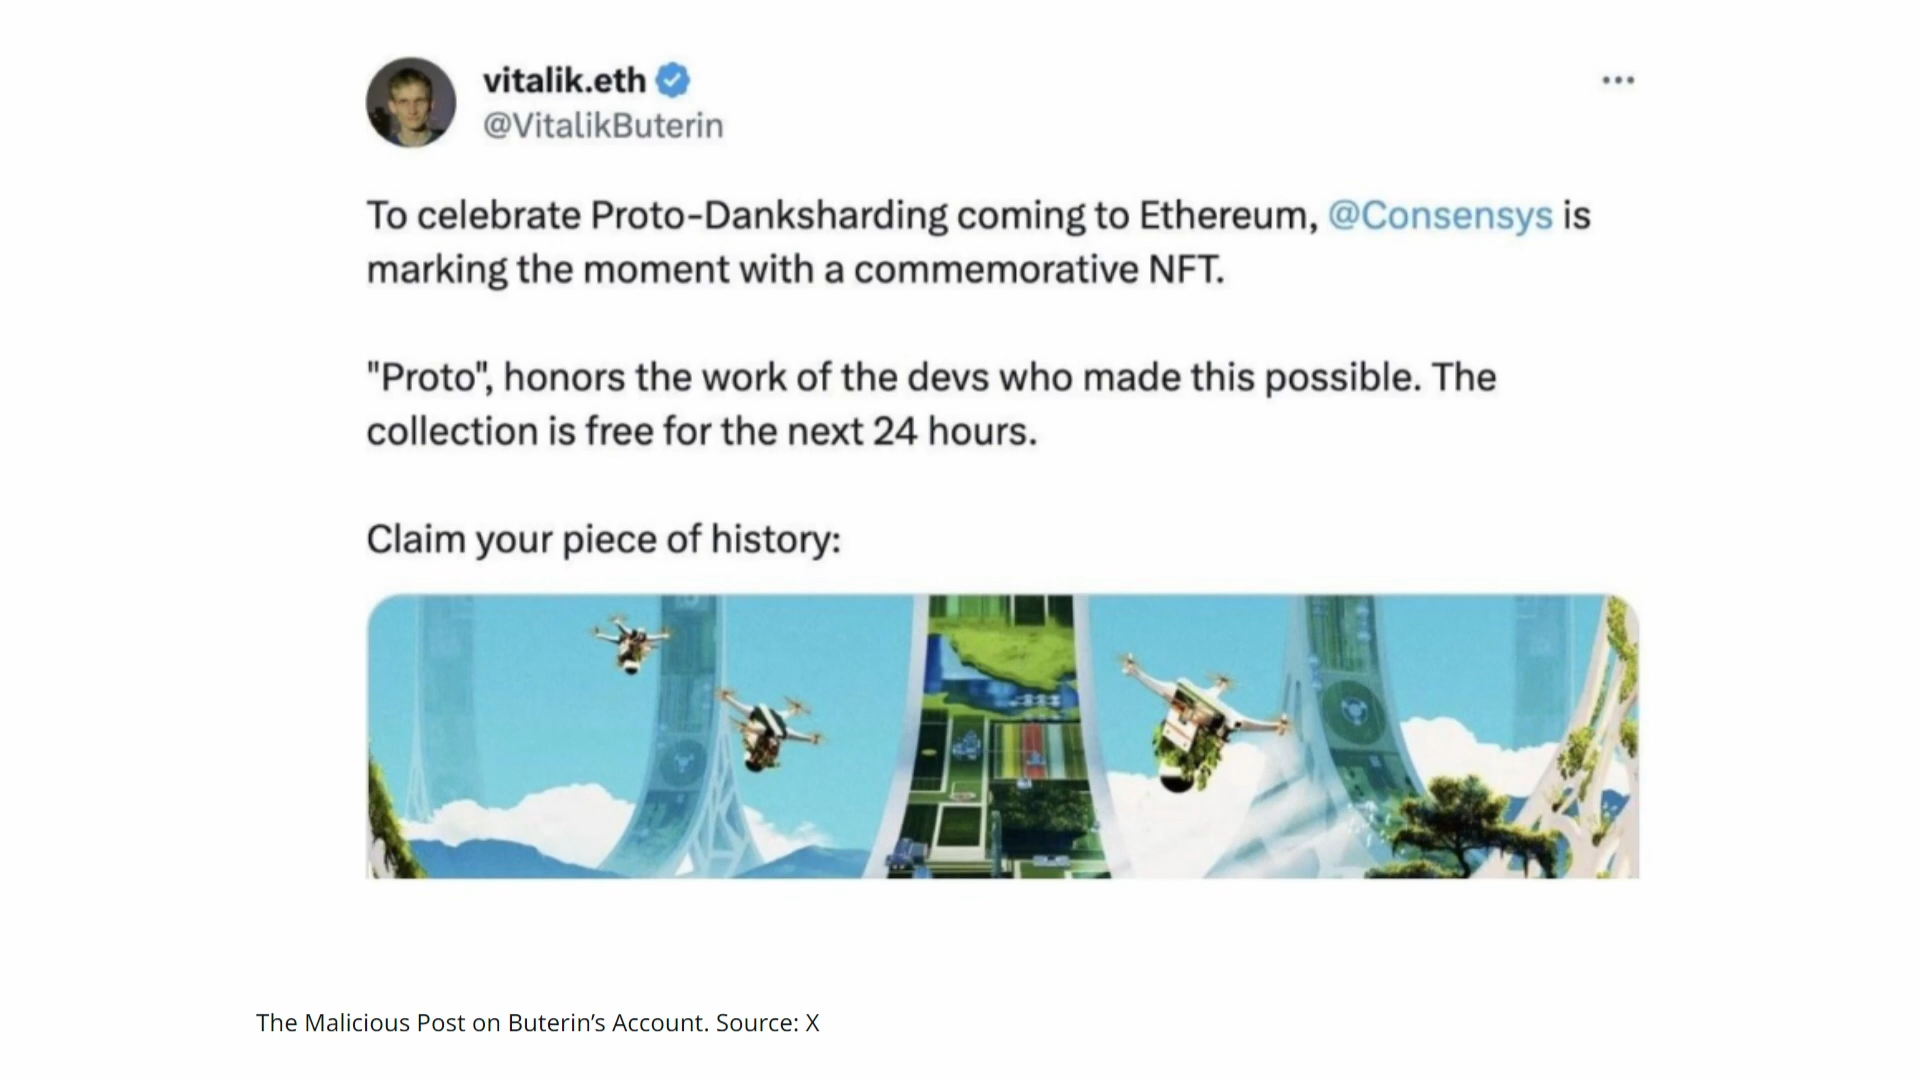 vitalik.eth
@VitalikButerin
To celebrate Proto-Danksharding coming to Ethereum, @Consensys is
marking the moment with a commemorative NFT.
"Proto", honors the work of the devs who made this possible. The
collection is free for the next 24 hours.
Claim your piece of history:
The Malicious Post on Buterin’s Account. Source: X